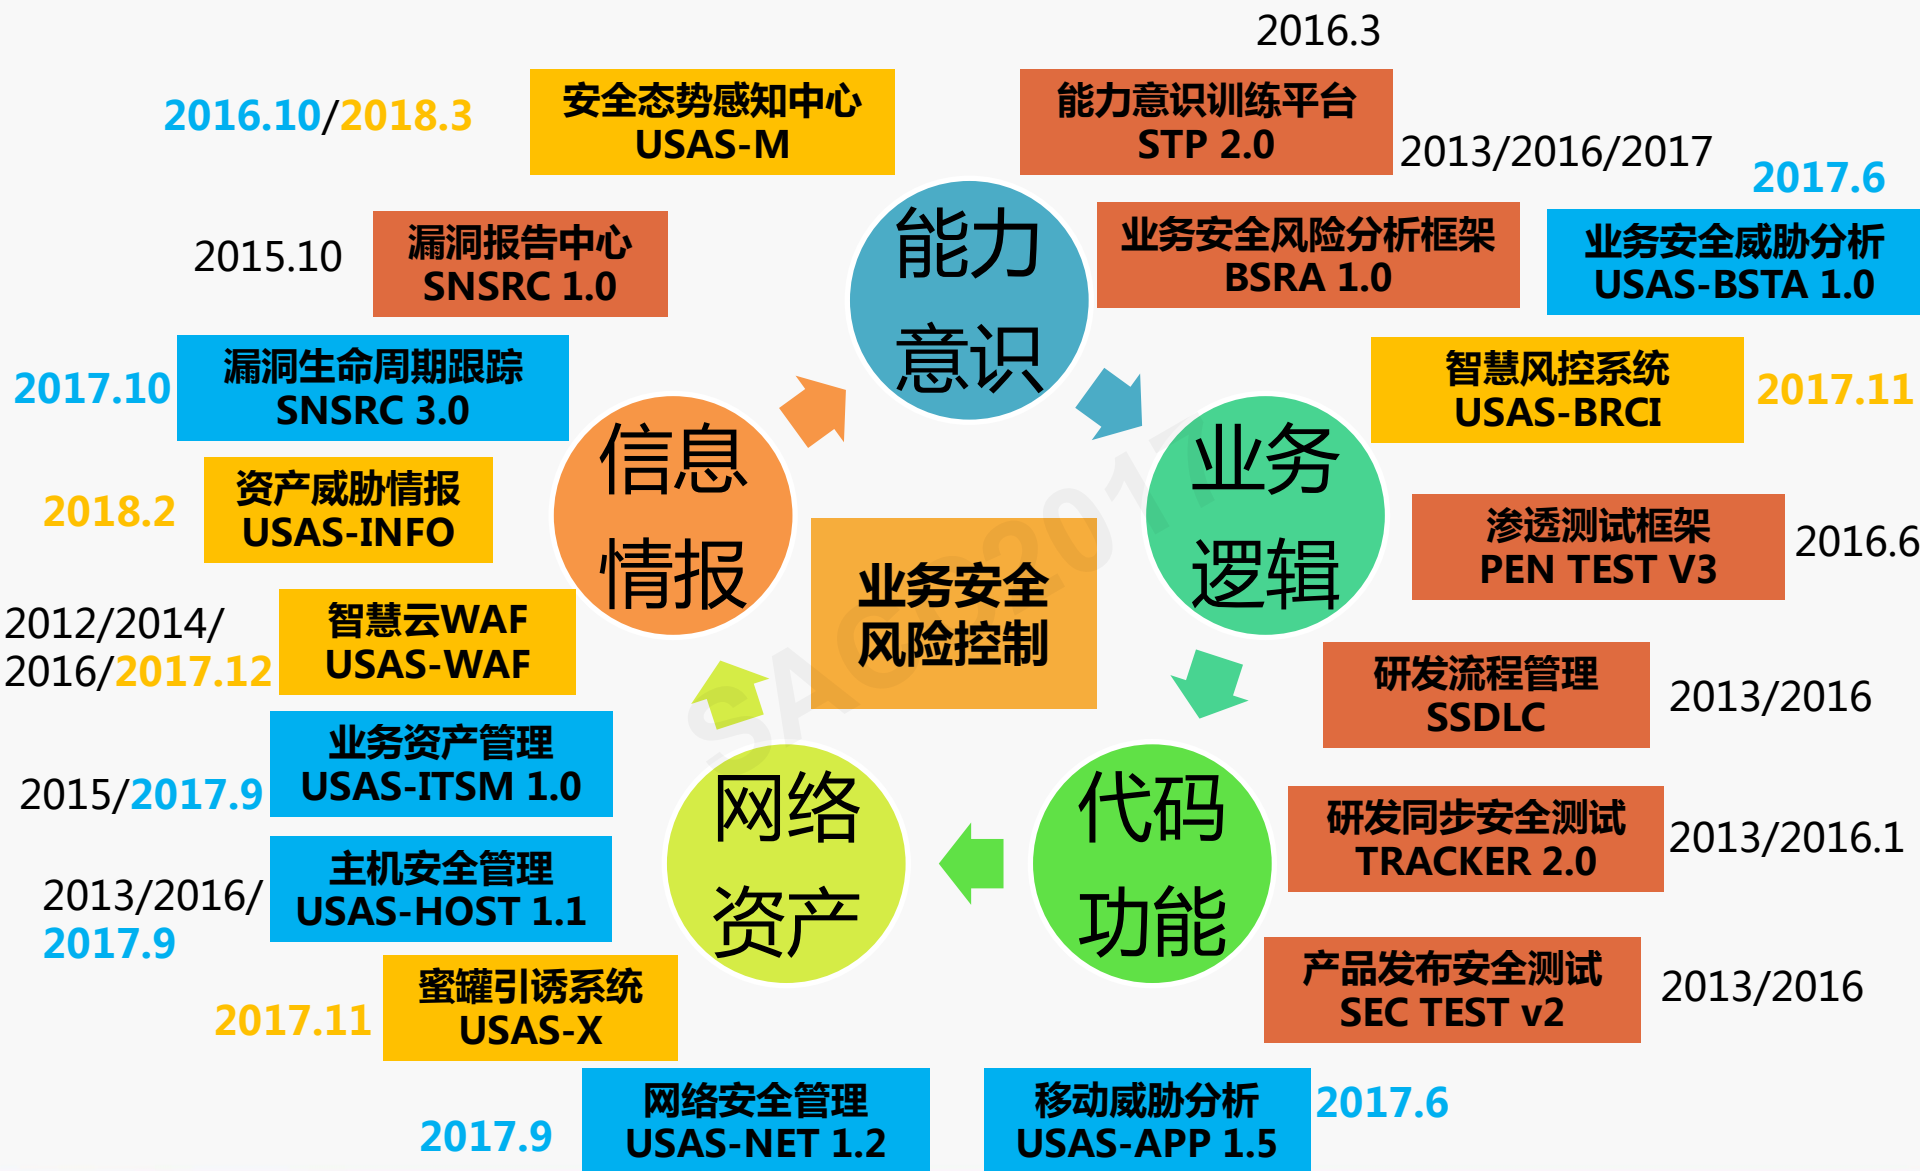 2016.3
2016.10/2018.3
安全态势感知中心
USAS-M
能力意识训练平台
STP 2.0
2013/2016/2017
2017.6
2015.10
漏洞报告中心
SNSRC 1.0
能力
意识
业务安全风险分析框架
BSRA 1.0
业务安全威胁分析
USAS-BSTA 1.0
2017.10
漏洞生命周期跟踪
SNSRC 3.0
智慧风控系统
USAS-BRCI
2017.11
2018.2
资产威胁情报
USAS-INFO
信息
情报
业务
逻辑
渗透测试框架
PEN TEST V3
2016.6
业务安全
风险控制
2012/2014/
2016/2017.12
智慧云WAF
USAS-WAF
研发流程管理
SSDLC
2013/2016
2015/2017.9
业务资产管理
USAS-ITSM 1.0
网络
资产
代码
功能
研发同步安全测试
TRACKER 2.0
2013/2016.1
2013/2016/
2017.9
主机安全管理
USAS-HOST 1.1
产品发布安全测试
SEC TEST v2
2013/2016
2017.11
蜜罐引诱系统
USAS-X
2017.9
网络安全管理
USAS-NET 1.2
移动威胁分析
USAS-APP 1.5
2017.6
SACC2017